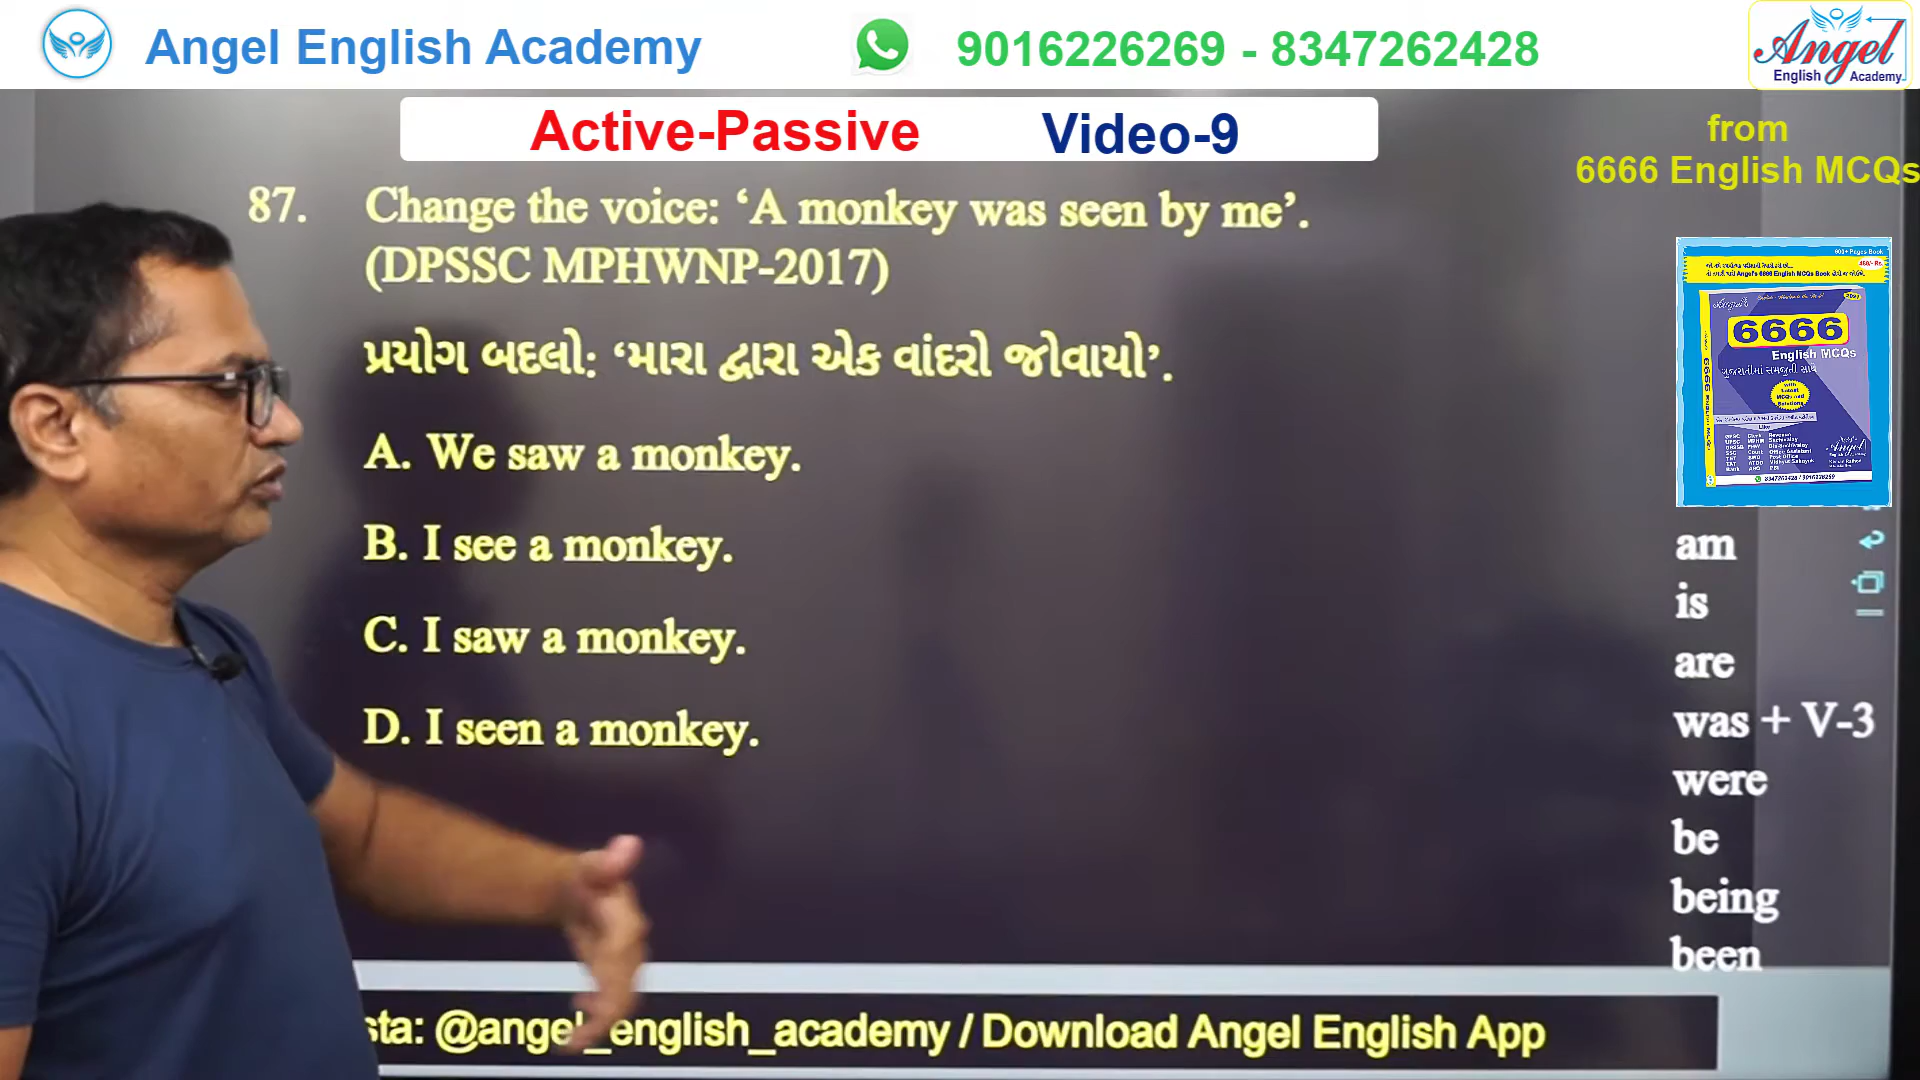 Angel English Academy
9016226269 - 8347262428
Angel
English Academy
Active-Passive Video-9
from
6666 English MCQs
87. Change the voice: ‘A monkey was seen by me’.
(DPSSC MPHWNP-2017)
પ્રયોગ બદલો: ‘મારા દ્વારા એક વાંદરો જોવાયો’.
A. We saw a monkey.
B. I see a monkey.
C. I saw a monkey.
D. I seen a monkey.
6666
English MCQs
am
is
are
was + V-3
were
be
being
been
sta: @angel_english_academy / Download Angel English App